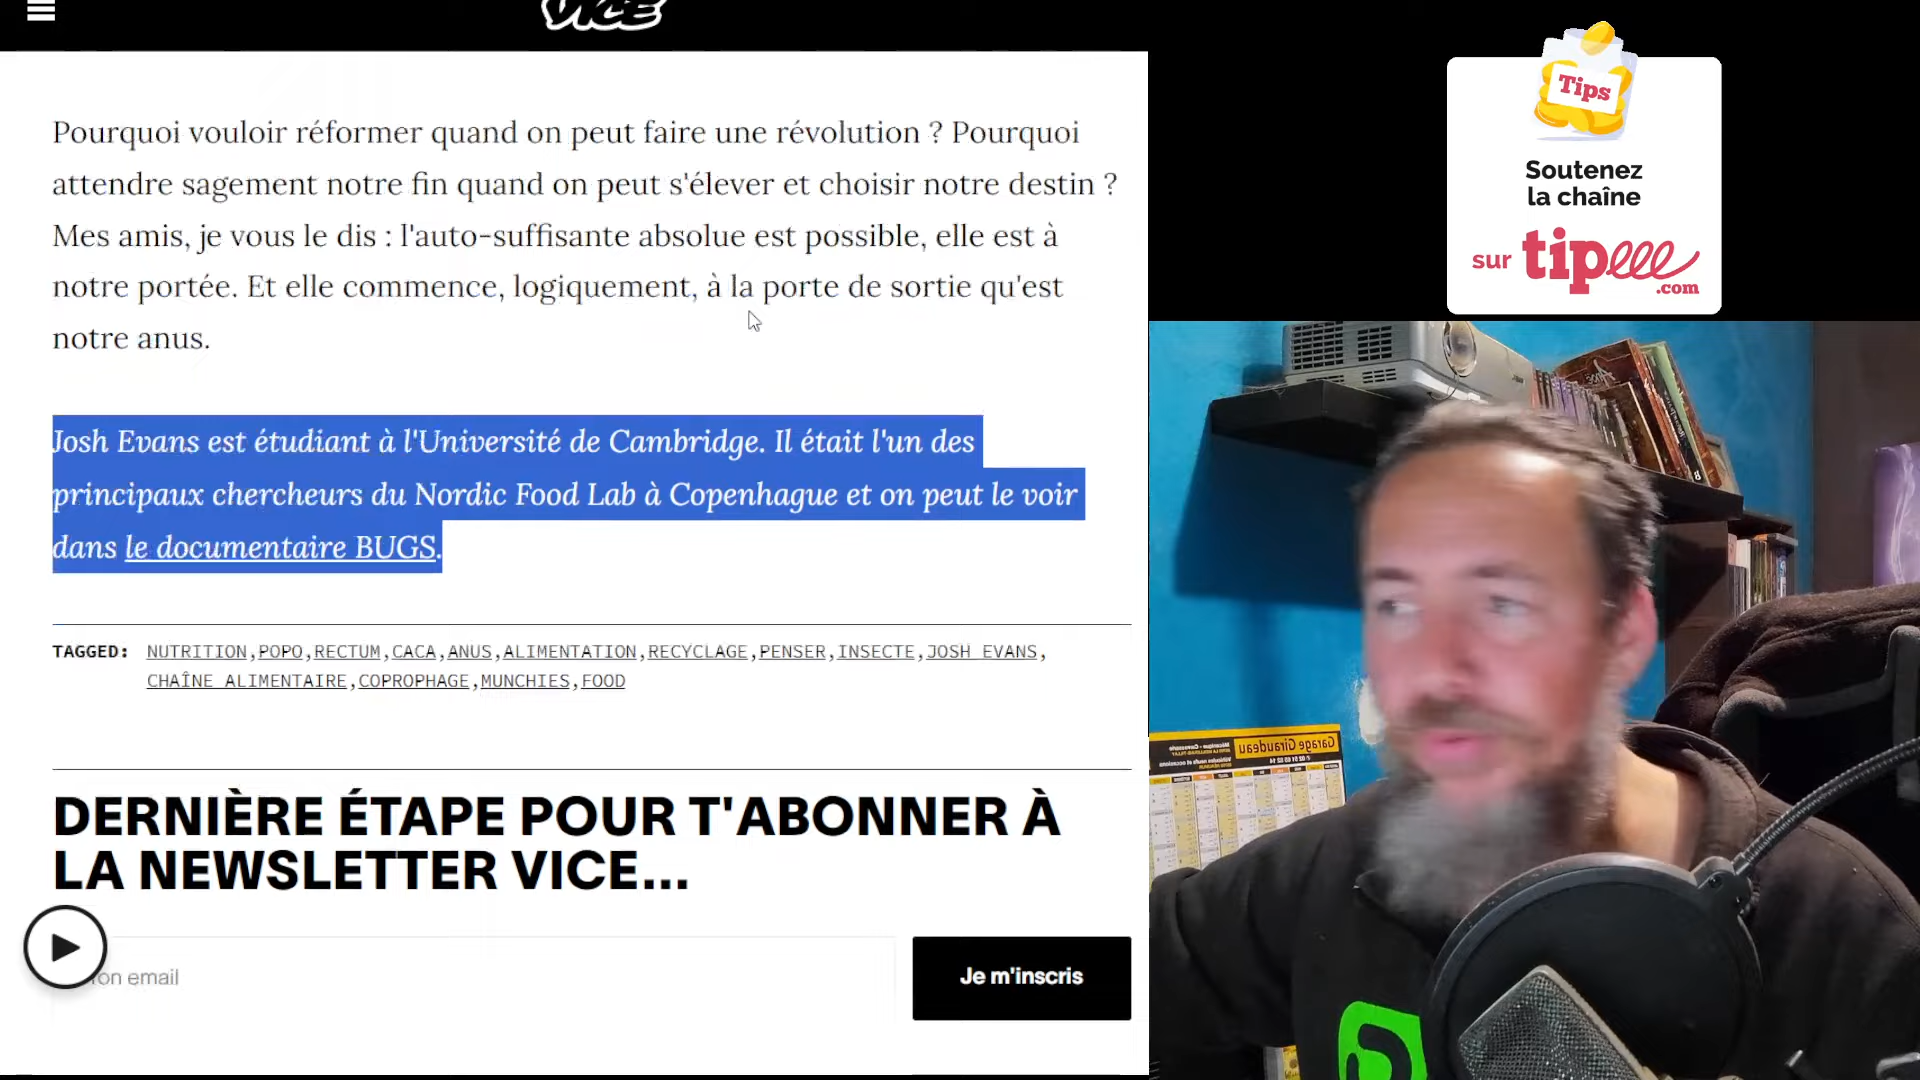 VICE
Pourquoi vouloir réformer quand on peut faire une révolution ? Pourquoi
attendre sagement notre fin quand on peut s'élever et choisir notre destin ?
Mes amis, je vous le dis : l'auto-suffisante absolue est possible, elle est à
notre portée. Et elle commence, logiquement, à la porte de sortie qu'est
notre anus.
Josh Evans est étudiant à l'Université de Cambridge. Il était l'un des
principaux chercheurs du Nordic Food Lab à Copenhague et on peut le voir
dans le documentaire BUGS.
TAGGED: NUTRITION,POPO,RECTUM,CACA,ANUS,ALIMENTATION,RECYCLAGE,PENSER,INSECTE,JOSH EVANS,
CHAÎNE ALIMENTAIRE,COPROPHAGE,MUNCHIES,FOOD
DERNIÈRE ÉTAPE POUR T'ABONNER À
LA NEWSLETTER VICE...
on email
Je m'inscris
Tips
Soutenez
la chaîne
sur tipeee
.com
Garage Giraudeau